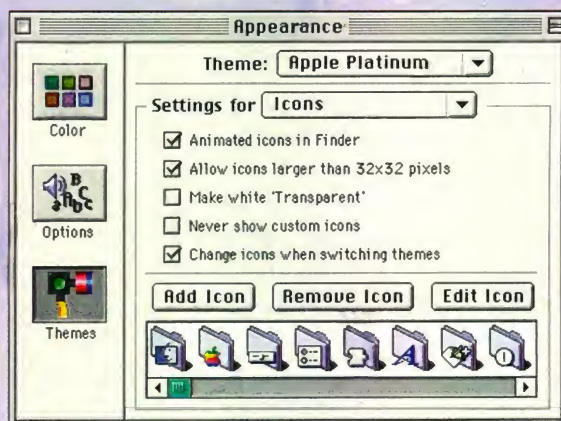 Appearance
Color
Options
Themes
Theme: Apple Platinum
Settings for Icons
Animated icons in Finder
Allow icons larger than 32x32 pixels
Make white 'Transparent'
Never show custom icons
Change icons when switching themes
Add Icon Remove Icon Edit Icon